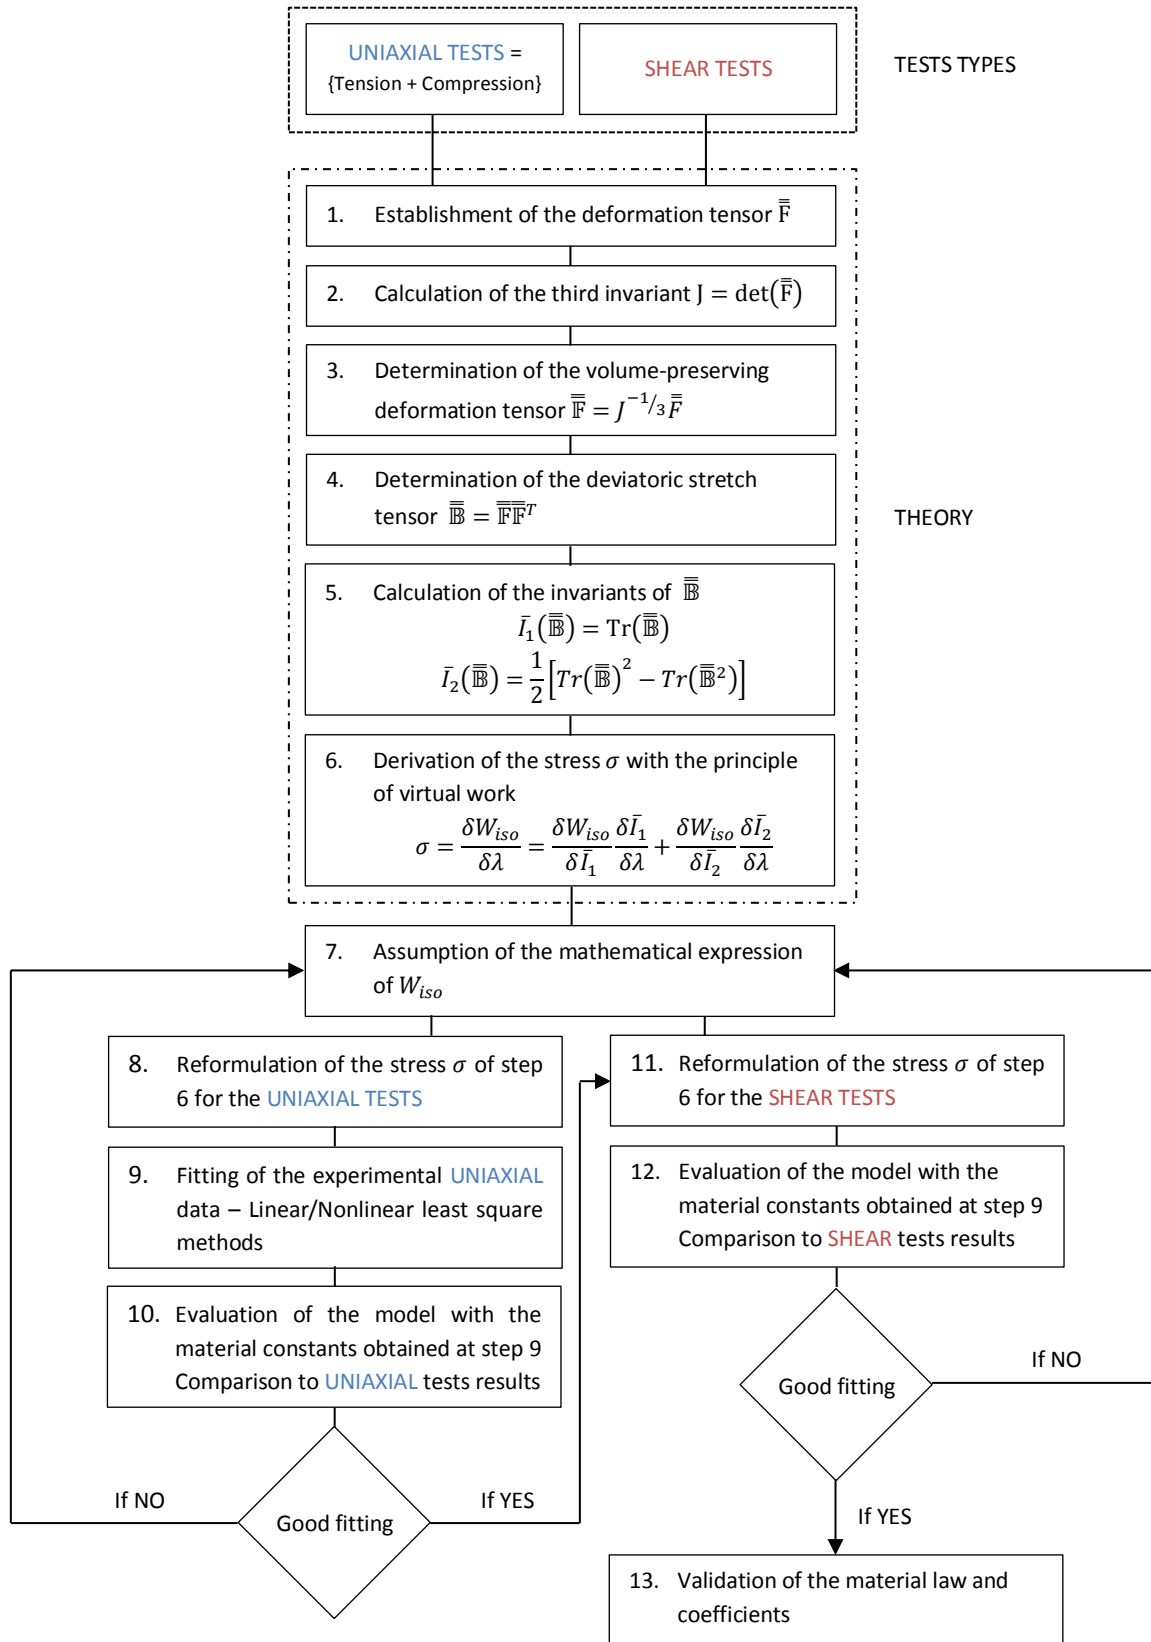 UNIAXIAL TESTS =
{Tension + Compression}
SHEAR TESTS
TESTS TYPES
1. Establishment of the deformation tensor F̿
2. Calculation of the third invariant J = det(F̿)
3. Determination of the volume-preserving
deformation tensor 𝔽̿ = J^{-1/3} F̿
4. Determination of the deviatoric stretch
tensor 𝔹̿ = 𝔽̿𝔽̿^T
THEORY
5. Calculation of the invariants of 𝔹̿
Ī₁(𝔹̿) = Tr(𝔹̿)
Ī₂(𝔹̿) = 1/2 [Tr(𝔹̿)² − Tr(𝔹̿²)]
6. Derivation of the stress σ with the principle
of virtual work
σ = δW_iso/δλ = δW_iso/δĪ₁ δĪ₁/δλ + δW_iso/δĪ₂ δĪ₂/δλ
7. Assumption of the mathematical expression
of W_iso
8. Reformulation of the stress σ of step
6 for the UNIAXIAL TESTS
9. Fitting of the experimental UNIAXIAL
data – Linear/Nonlinear least square
methods
10. Evaluation of the model with the
material constants obtained at step 9
Comparison to UNIAXIAL tests results
If NO
Good fitting
If YES
11. Reformulation of the stress σ of step
6 for the SHEAR TESTS
12. Evaluation of the model with the
material constants obtained at step 9
Comparison to SHEAR tests results
Good fitting
If NO
If YES
13. Validation of the material law and
coefficients